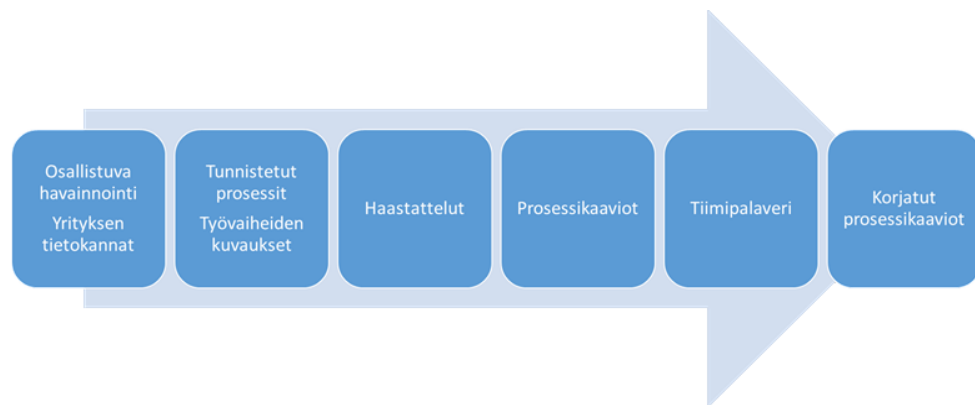 Osallistuva
havainnointi
Yrityksen
tietokannat
Tunnistetut
prosessit
Työvaiheiden
kuvaukset
Haastattelut
Prosessikaaviot
Tiimipalaveri
Korjatut
prosessikaaviot